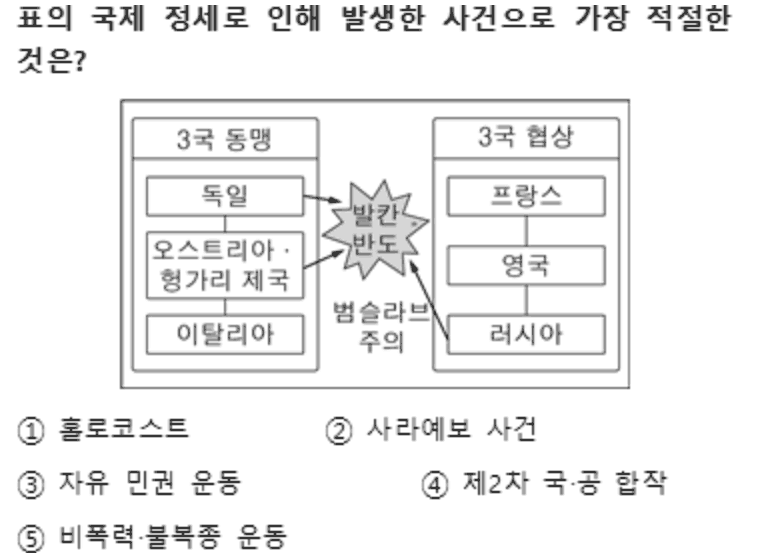 표의 국제 정세로 인해 발생한 사건으로 가장 적절한
것은?
3국 동맹
독일
오스트리아 ·
헝가리 제국
이탈리아
발칸
반도
범슬라브
주의
3국 협상
프랑스
영국
러시아
① 홀로코스트 ② 사라예보 사건
③ 자유 민권 운동 ④ 제2차 국·공 합작
⑤ 비폭력·불복종 운동